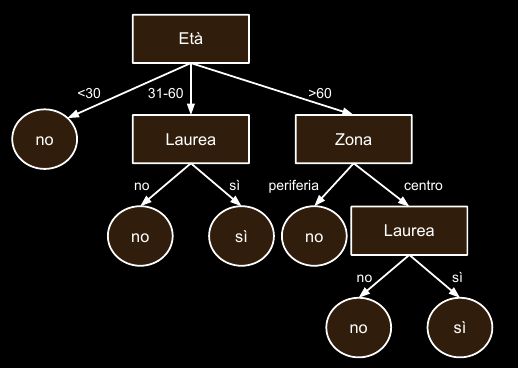 Età
<30
31-60
>60
no
Laurea
Zona
no
sì
periferia
centro
no
sì
no
Laurea
no
sì
no
sì